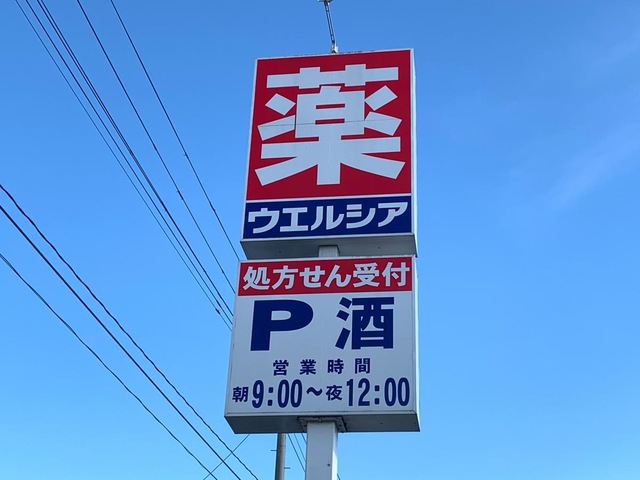 薬
ウエルシア
処方せん受付
P 酒
営業時間
朝9:00～夜12:00